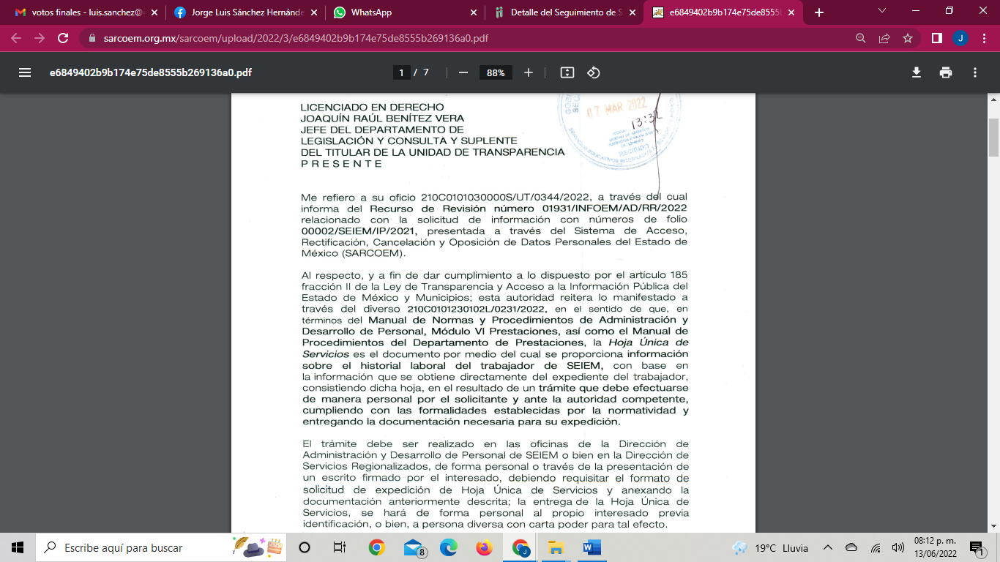 votos finales - luis.sanchez@i
Jorge Luis Sánchez Hernánde
WhatsApp
Detalle del Seguimiento de S
e6849402b9b174e75de8555b
sarcoem.org.mx/sarcoem/upload/2022/3/e6849402b9b174e75de8555b269136a0.pdf
J
e6849402b9b174e75de8555b269136a0.pdf
1 / 7
88%
07 MAR 2022
13:32
RECIBIDO
LICENCIADO EN DERECHO
JOAQUÍN RAÚL BENÍTEZ VERA
JEFE DEL DEPARTAMENTO DE
LEGISLACIÓN Y CONSULTA Y SUPLENTE
DEL TITULAR DE LA UNIDAD DE TRANSPARENCIA
P R E S E N T E
Me refiero a su oficio 210C0101030000S/UT/0344/2022, a través del cual
informa del Recurso de Revisión número 01931/INFOEM/AD/RR/2022
relacionado con la solicitud de información con números de folio
00002/SEIEM/IP/2021, presentada a través del Sistema de Acceso,
Rectificación, Cancelación y Oposición de Datos Personales del Estado de
México (SARCOEM).
Al respecto, y a fin de dar cumplimiento a lo dispuesto por el artículo 185
fracción II de la Ley de Transparencia y Acceso a la Información Pública del
Estado de México y Municipios; esta autoridad reitera lo manifestado a
través del diverso 210C0101230102L/0231/2022, en el sentido de que, en
términos del Manual de Normas y Procedimientos de Administración y
Desarrollo de Personal, Módulo VI Prestaciones, así como el Manual de
Procedimientos del Departamento de Prestaciones, la Hoja Única de
Servicios es el documento por medio del cual se proporciona información
sobre el historial laboral del trabajador de SEIEM, con base en
la información que se obtiene directamente del expediente del trabajador,
consistiendo dicha hoja, en el resultado de un trámite que debe efectuarse
de manera personal por el solicitante y ante la autoridad competente,
cumpliendo con las formalidades establecidas por la normatividad y
entregando la documentación necesaria para su expedición.
El trámite debe ser realizado en las oficinas de la Dirección de
Administración y Desarrollo de Personal de SEIEM o bien en la Dirección de
Servicios Regionalizados, de forma personal o través de la presentación de
un escrito firmado por el interesado, debiendo requisitar el formato de
solicitud de expedición de Hoja Única de Servicios y anexando la
documentación anteriormente descrita; la entrega de la Hoja Única de
Servicios, se hará de forma personal al propio interesado previa
identificación, o bien, a persona diversa con carta poder para tal efecto.
Escribe aquí para buscar
8
J
19°C Lluvia
08:12 p. m.
13/06/2022
1